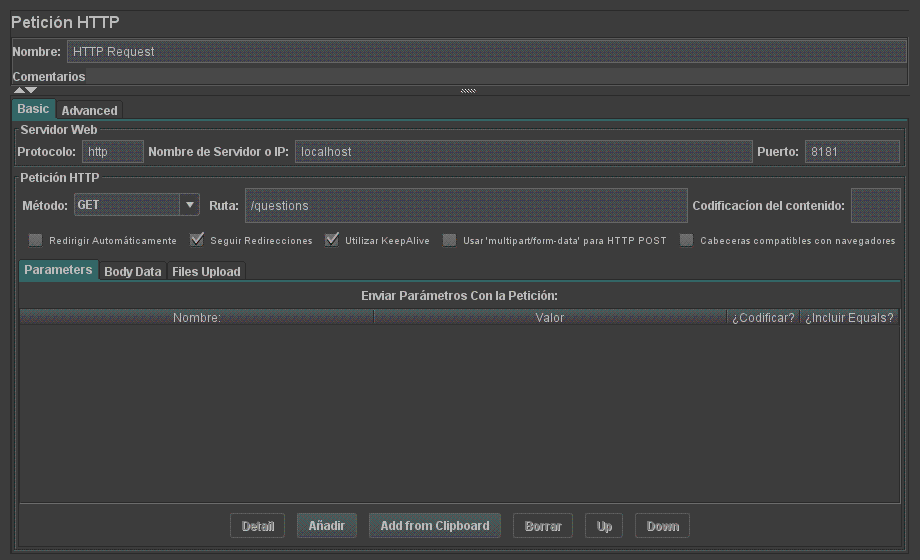 Petición HTTP
Nombre: HTTP Request
Comentarios
Basic Advanced
Servidor Web
Protocolo: http Nombre de Servidor o IP: localhost Puerto: 8181
Petición HTTP
Método: GET Ruta: /questions Codificacion del contenido:
Redirigir Automáticamente Seguir Redirecciones Utilizar KeepAlive Usar 'multipart/form-data' para HTTP POST Cabeceras compatibles con navegadores
Parameters Body Data Files Upload
Enviar Parámetros Con la Petición:
Nombre: Valor ¿Codificar? ¿Incluir Equals?
Detail Añadir Add from Clipboard Borrar Up Down